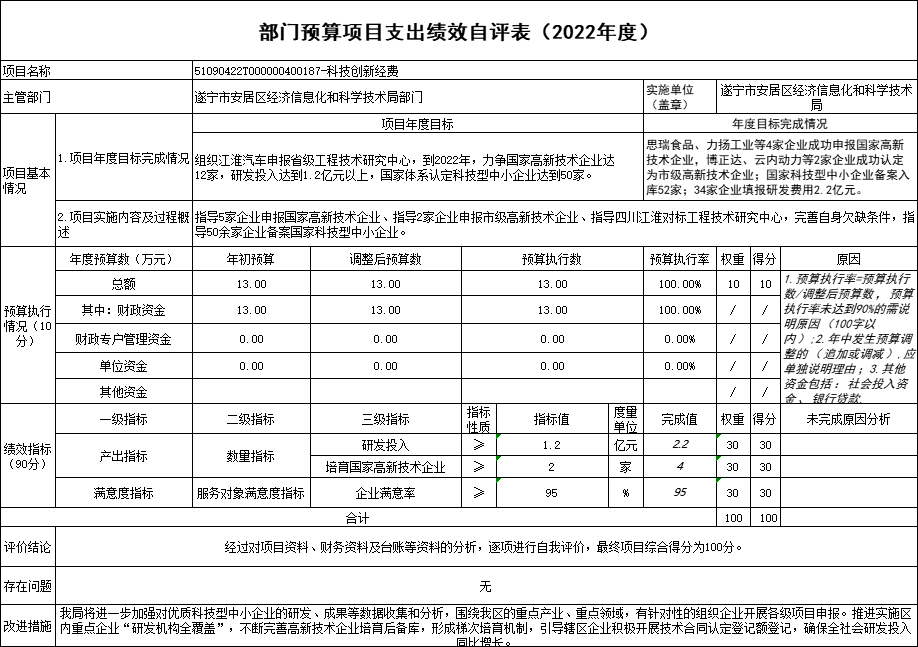 部门预算项目支出绩效自评表（2022年度）
项目名称
51090422T000000400187-科技创新经费
主管部门
遂宁市安居区经济信息化和科学技术局部门
实施单位
（盖章）
遂宁市安居区经济信息化和科学技术
局
项目基本
情况
1.项目年度目标完成情况
项目年度目标
年度目标完成情况
组织江淮汽车申报省级工程技术研究中心，到2022年，力争国家高新技术企业达
12家，研发投入达到1.2亿元以上，国家体系认定科技型中小企业达到50家。
思瑞食品、力扬工业等4家企业成功申报国家高新
技术企业，博正达、云内动力等2家企业成功认定
为市级高新技术企业；国家科技型中小企业备案入
库52家；34家企业填报研发费用2.2亿元。
2.项目实施内容及过程概
述
指导5家企业申报国家高新技术企业、指导2家企业申报市级高新技术企业、指导四川江淮对标工程技术研究中心，完善自身欠缺条件，指
导50余家企业备案国家科技型中小企业。
预算执行
情况（10
分）
年度预算数（万元） 年初预算 调整后预算数 预算执行数 预算执行率 权重 得分 原因
总额 13.00 13.00 13.00 100.00% 10 10
其中：财政资金 13.00 13.00 13.00 100.00% / /
财政专户管理资金 0.00 0.00 0.00 0.00% / /
单位资金 0.00 0.00 0.00 0.00% / /
其他资金 / /
1.预算执行率=预算执行
数/调整后预算数，预算
执行率未达到90%的需说
明原因（100字以
内）;2.年中发生预算调
整的（追加或调减）,应
单独说明理由；3.其他
资金包括：社会投入资
金、银行贷款.
绩效指标
（90分）
一级指标 二级指标 三级指标 指标
性质 指标值 度量
单位 完成值 权重 得分 未完成原因分析
产出指标 数量指标 研发投入 ≥ 1.2 亿元 2.2 30 30
培育国家高新技术企业 ≥ 2 家 4 30 30
满意度指标 服务对象满意度指标 企业满意率 ≥ 95 % 95 30 30
合计 100 100
评价结论
经过对项目资料、财务资料及台账等资料的分析，逐项进行自我评价，最终项目综合得分为100分。
存在问题
无
改进措施
我局将进一步加强对优质科技型中小企业的研发、成果等数据收集和分析，围绕我区的重点产业、重点领域，有针对性的组织企业开展各级项目申报。推进实施区
内重点企业“研发机构全覆盖”，不断完善高新技术企业培育后备库，形成梯次培育机制，引导辖区企业积极开展技术合同认定登记额登记，确保全社会研发投入
同比增长。